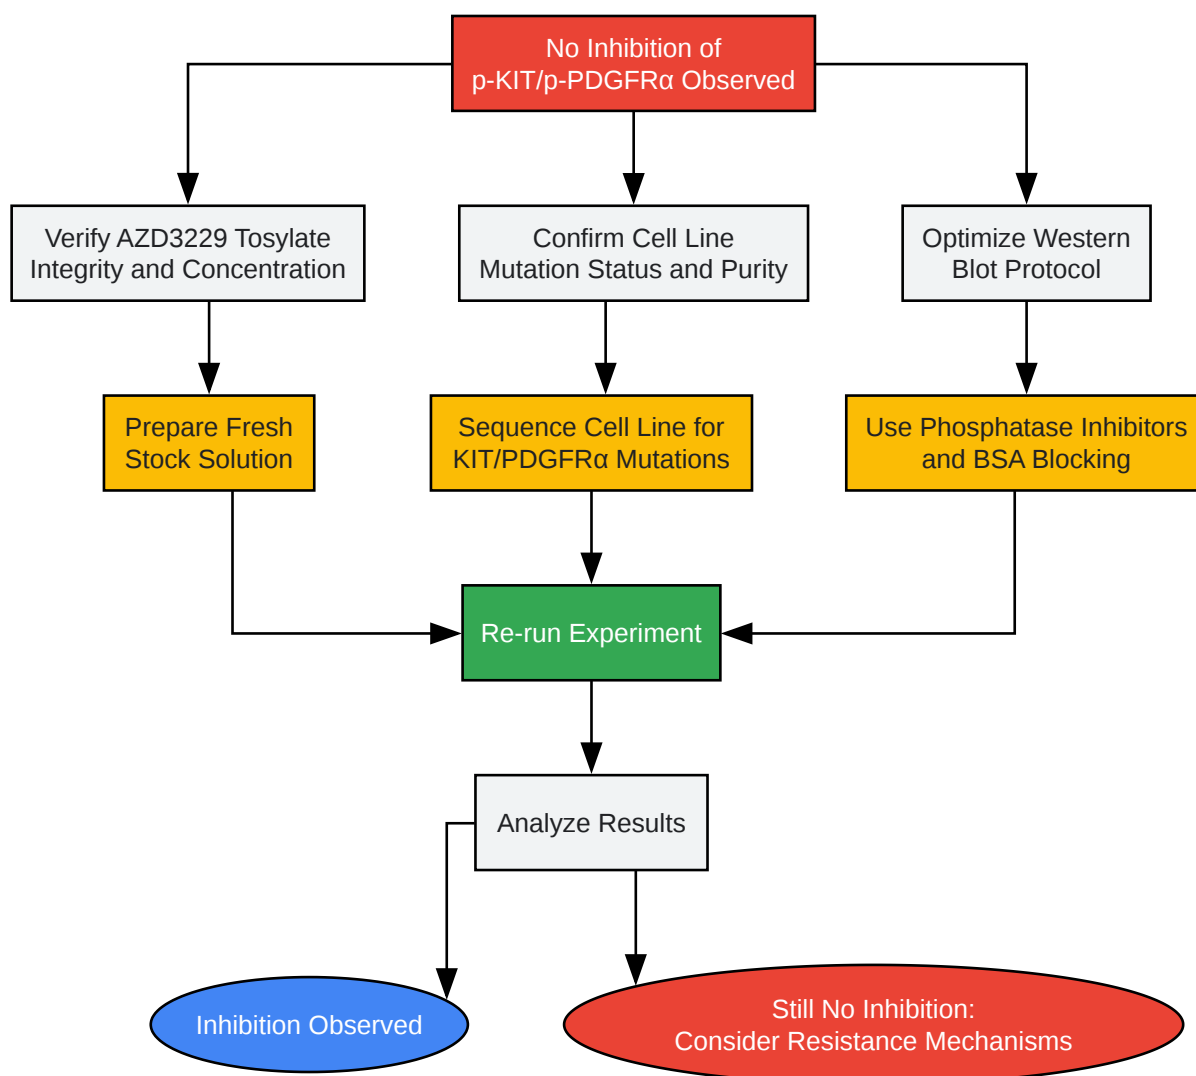 No Inhibition of
p-KIT/p-PDGFRα Observed
Verify AZD3229 Tosylate
Integrity and Concentration
Confirm Cell Line
Mutation Status and Purity
Optimize Western
Blot Protocol
Prepare Fresh
Stock Solution
Sequence Cell Line for
KIT/PDGFRα Mutations
Use Phosphatase Inhibitors
and BSA Blocking
Re-run Experiment
Analyze Results
Inhibition Observed
Still No Inhibition:
Consider Resistance Mechanisms